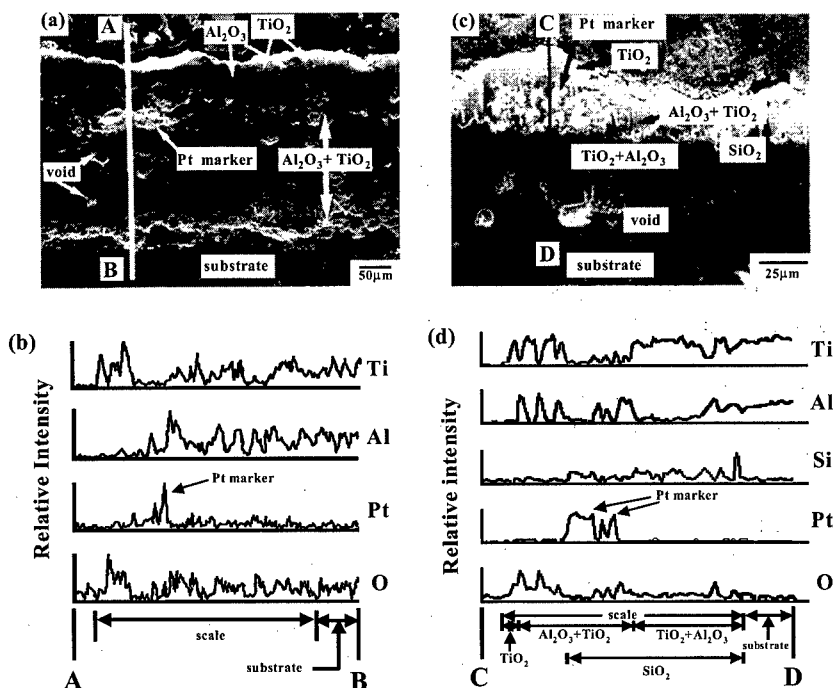 (a)
A
Al₂O₃
TiO₂
Pt marker
Al₂O₃+ TiO₂
void
B
substrate
50μm
(c)
C
Pt marker
TiO₂
Al₂O₃+ TiO₂
TiO₂+Al₂O₃
SiO₂
void
D
substrate
25μm
(b)
Relative Intensity
Ti
Al
Pt marker
Pt
O
scale
substrate
A
B
(d)
Relative intensity
Ti
Al
Si
Pt marker
Pt
O
scale
Al₂O₃+TiO₂
TiO₂+Al₂O₃
substrate
TiO₂
SiO₂
C
D